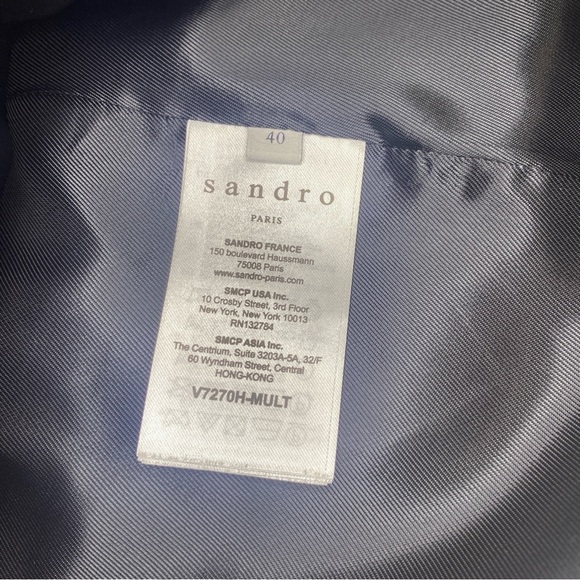 40
sandro
PARIS
SANDRO FRANCE
150 boulevard Haussmann
75008 Paris
www.sandro-paris.com
SMCP USA Inc.
10 Crosby Street, 3rd Floor
New York, New York 10013
RN132784
SMCP ASIA Inc.
The Centrium, Suite 3203A-5A, 32/F
60 Wyndham Street, Central
HONG-KONG
V7270H-MULT